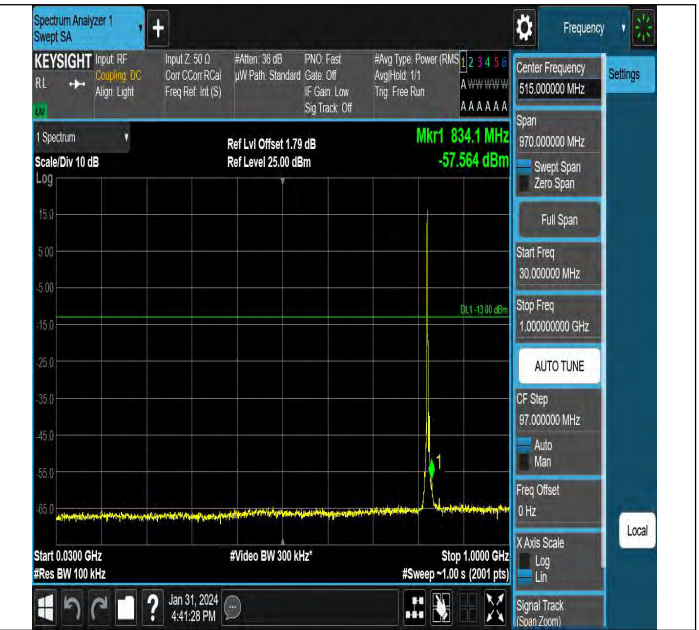 Spectrum Analyzer 1
Swept SA
+
Frequency
KEYSIGHT
RL
Input: RF
Coupling: DC
Align: Light
Input Z: 50 Ω
Corr CCorr RCal
Freq Ref: Int (S)
#Atten: 36 dB
µW Path: Standard
PNO: Fast
Gate: Off
IF Gain: Low
Sig Track: Off
#Avg Type: Power (RMS
Avg|Hold: 1/1
Trig: Free Run
1 2 3 4 5 6
A W W W W W
A A A A A A
LXI
1 Spectrum
Scale/Div 10 dB
Log
Ref Lvl Offset 1.79 dB
Ref Level 25.00 dBm
Mkr1 834.1 MHz
-57.564 dBm
15.0
5.00
-5.00
-15.0
-25.0
-35.0
-45.0
-55.0
-65.0
DL1 -13.00 dBm
1
Start 0.0300 GHz
#Res BW 100 kHz
#Video BW 300 kHz*
Stop 1.0000 GHz
#Sweep ~1.00 s (2001 pts)
Jan 31, 2024
4:41:28 PM
Center Frequency
515.000000 MHz
Settings
Span
970.000000 MHz
Swept Span
Zero Span
Full Span
Start Freq
30.000000 MHz
Stop Freq
1.000000000 GHz
AUTO TUNE
CF Step
97.000000 MHz
Auto
Man
Freq Offset
0 Hz
X Axis Scale
Log
Lin
Local
Signal Track
(Span Zoom)